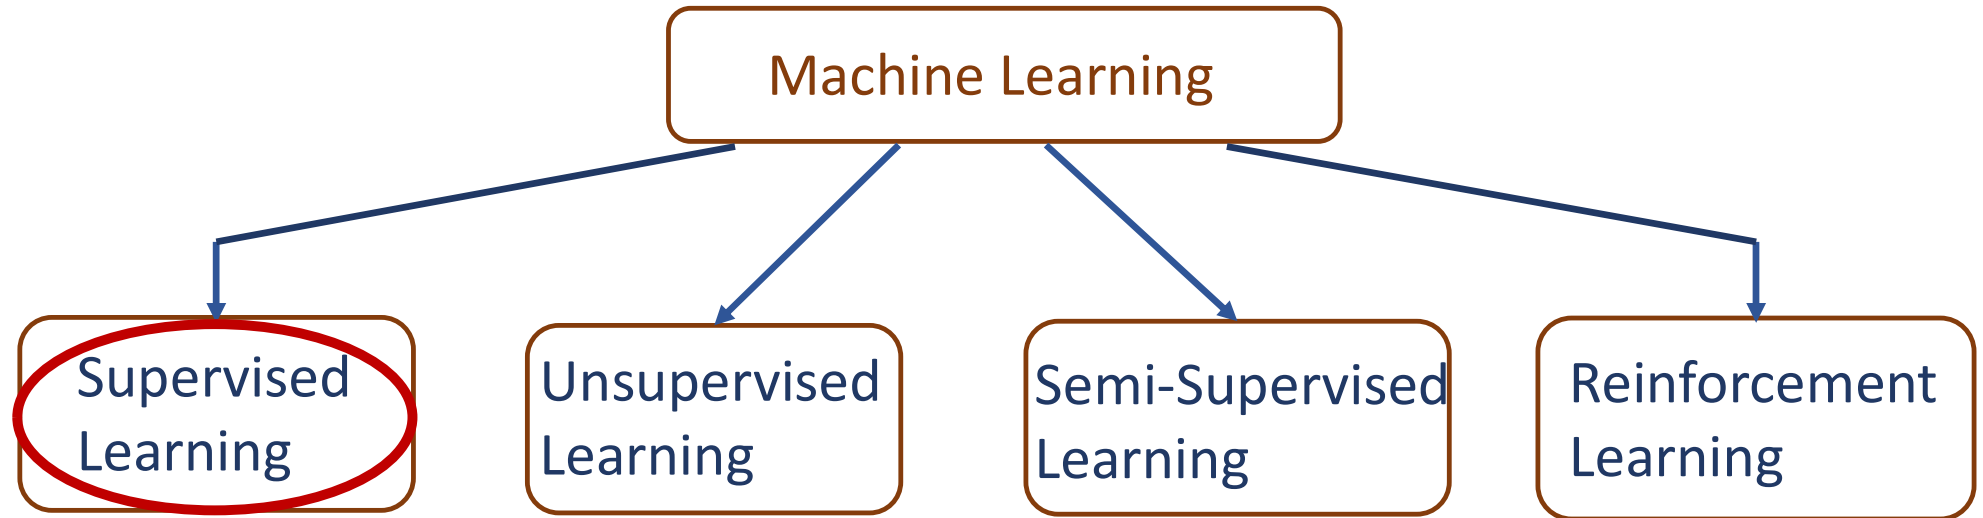 Machine Learning
Supervised
Learning
Unsupervised
Learning
Semi-Supervised
Learning
Reinforcement
Learning